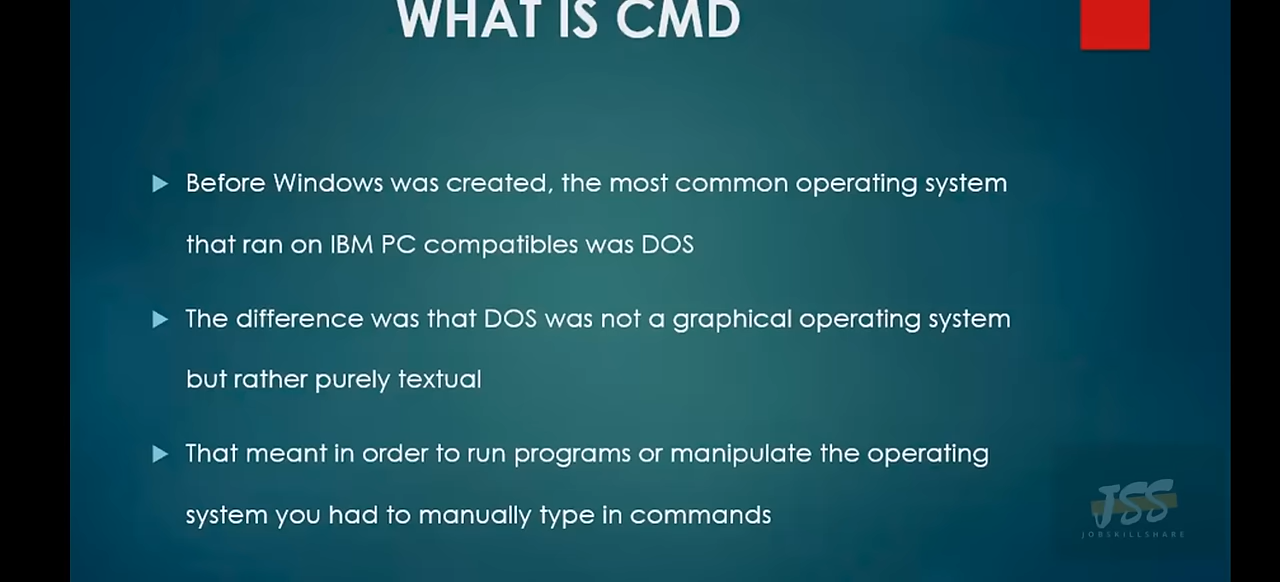 WHAT IS CMD
Before Windows was created, the most common operating system
that ran on IBM PC compatibles was DOS
The difference was that DOS was not a graphical operating system
but rather purely textual
That meant in order to run programs or manipulate the operating
system you had to manually type in commands
JSS
JOBSKILLSHARE